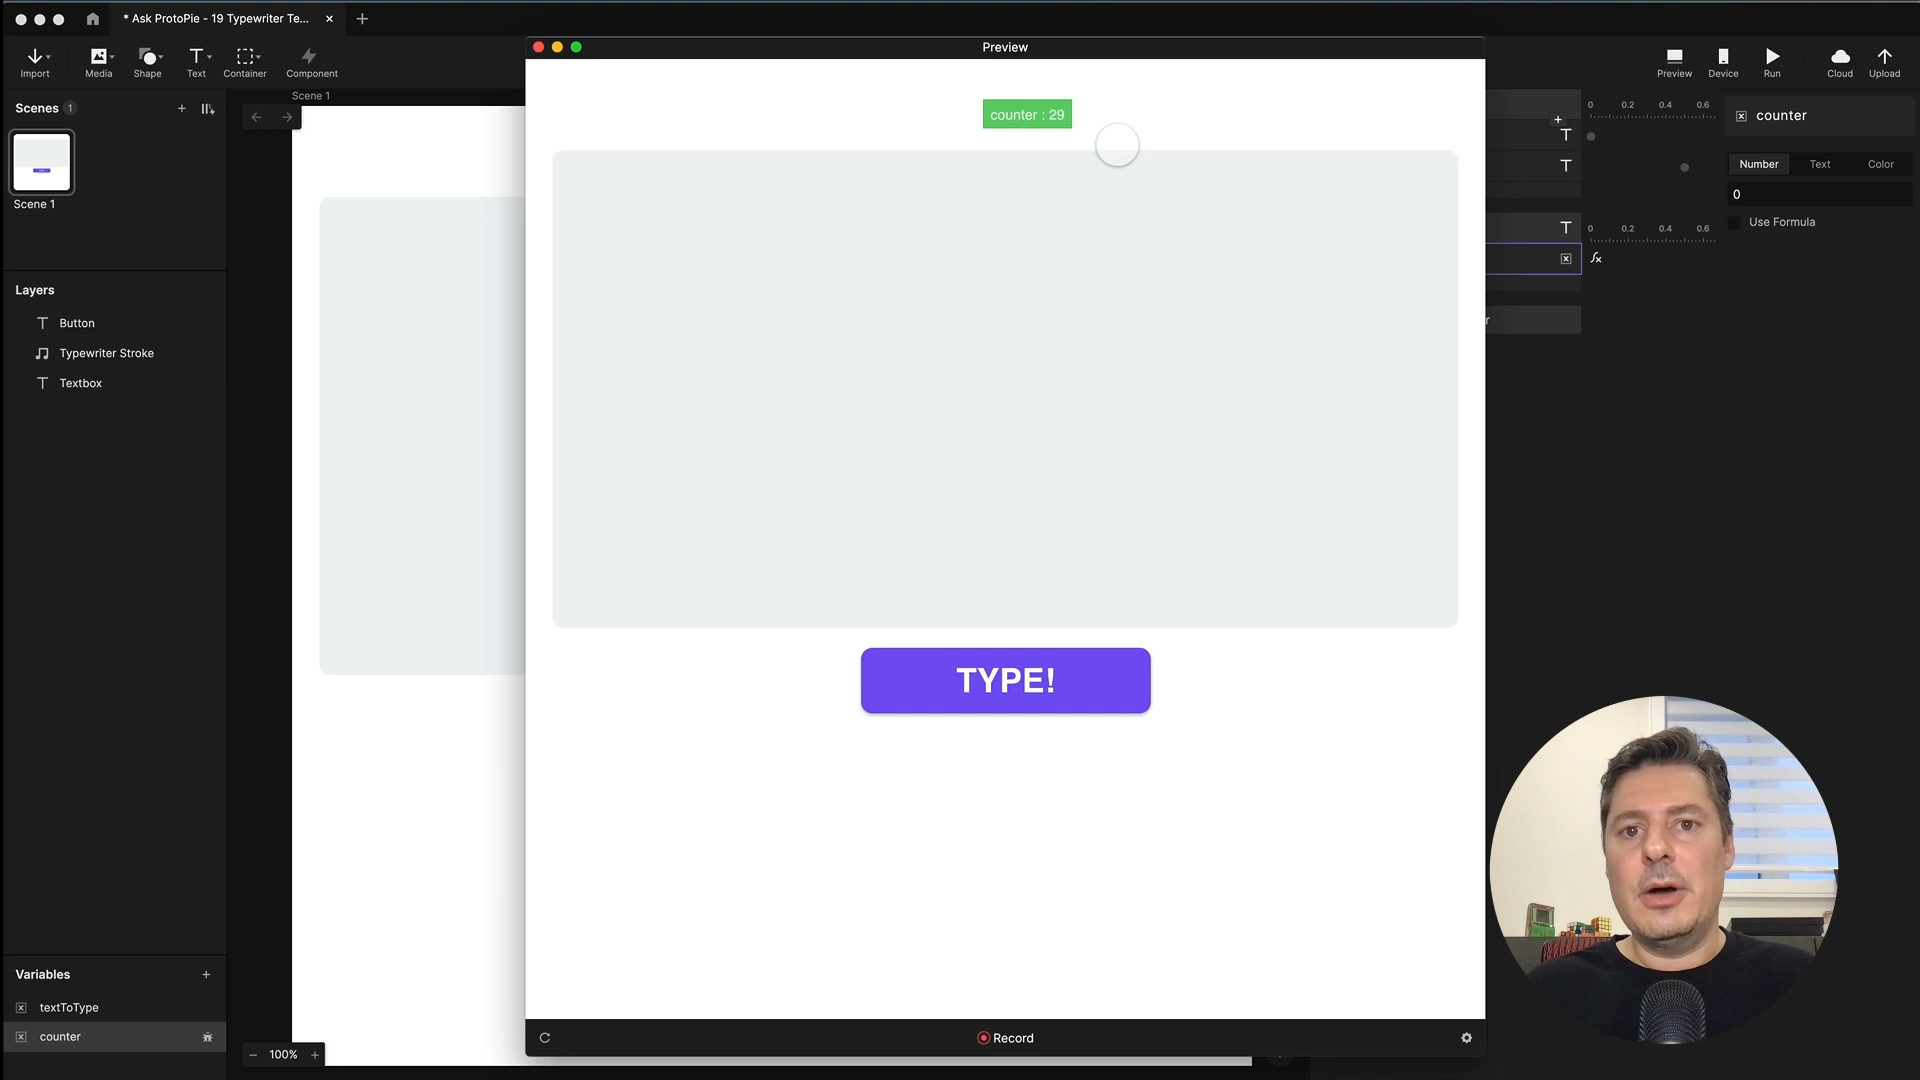 * Ask ProtoPie - 19 Typewriter Te...
Import
Media
Shape
Text
Container
Component
Preview
Device
Run
Cloud
Upload
Scenes 1
Scene 1
Layers
Button
Typewriter Stroke
Textbox
Variables
textToType
counter
Scene 1
100%
Preview
counter : 29
TYPE!
Record
0 0.2 0.4 0.6
0 0.2 0.4 0.6
r
counter
Number Text Color
0
Use Formula